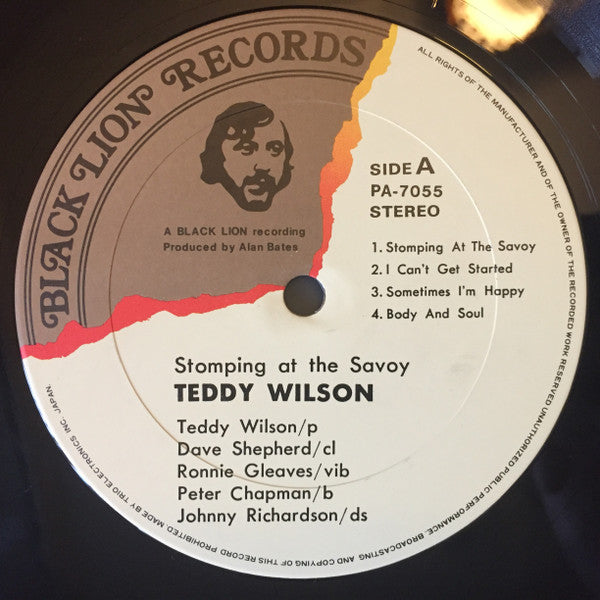 BLACK LION RECORDS
A BLACK LION recording
Produced by Alan Bates
SIDE A
PA-7055
STEREO
1. Stomping At The Savoy
2. I Can't Get Started
3. Sometimes I'm Happy
4. Body And Soul
Stomping at the Savoy
TEDDY WILSON
Teddy Wilson/p
Dave Shepherd/cl
Ronnie Gleaves/vib
Peter Chapman/b
Johnny Richardson/ds
ALL RIGHTS OF THE MANUFACTURER AND OF THE OWNER OF THE RECORDED WORK RESERVED UNAUTHORIZED PUBLIC PERFORMANCE, BROADCASTING AND COPYING OF THIS RECORD PROHIBITED. MADE BY TRIO ELECTRONICS INC. JAPAN.